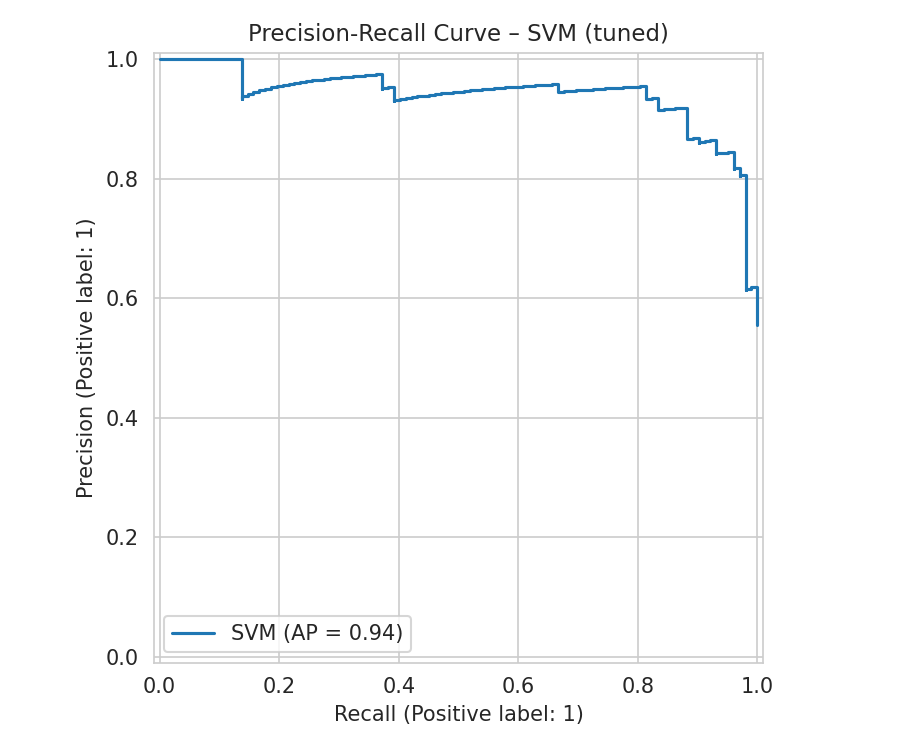 Precision-Recall Curve – SVM (tuned)
1.0
0.8
0.6
0.4
0.2
0.0
Precision (Positive label: 1)
SVM (AP = 0.94)
0.0 0.2 0.4 0.6 0.8 1.0
Recall (Positive label: 1)